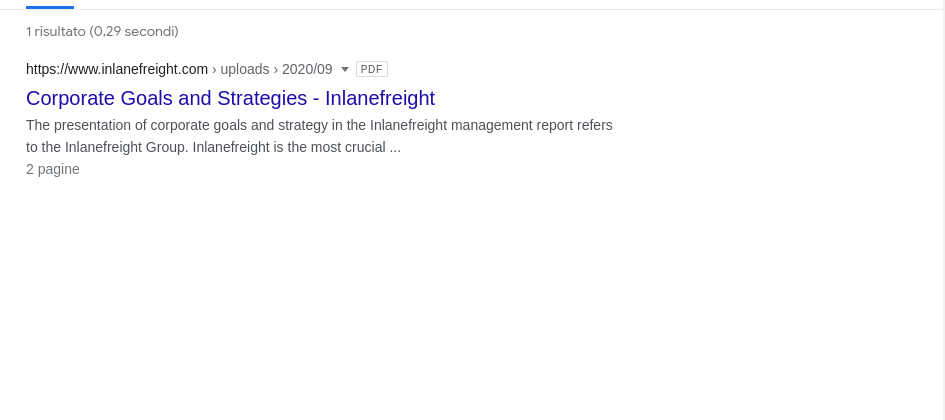 1 risultato (0,29 secondi)
https://www.inlanefreight.com › uploads › 2020/09 PDF
Corporate Goals and Strategies - Inlanefreight
The presentation of corporate goals and strategy in the Inlanefreight management report refers
to the Inlanefreight Group. Inlanefreight is the most crucial ...
2 pagine